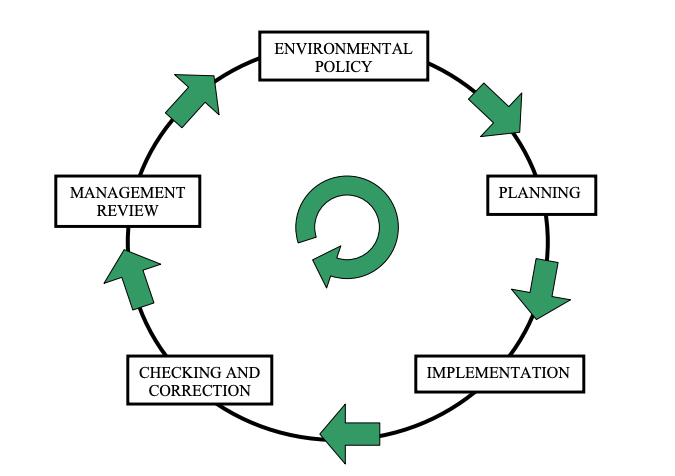 ENVIRONMENTAL
POLICY
PLANNING
IMPLEMENTATION
CHECKING AND
CORRECTION
MANAGEMENT
REVIEW